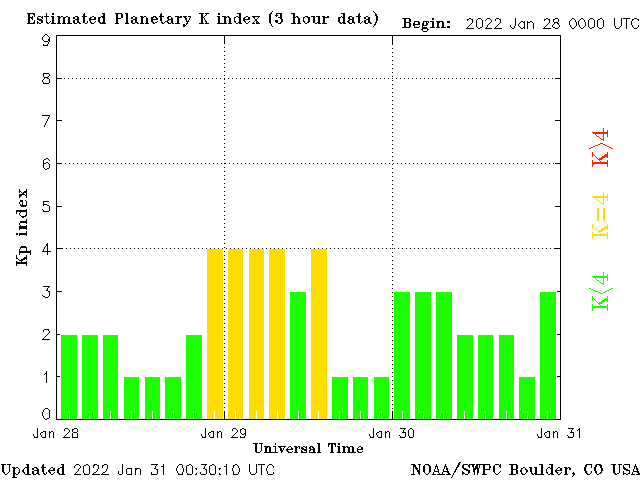 Estimated Planetary K index (3 hour data) Begin: 2022 Jan 28 0000 UTC
9
8
7
6
5
4
3
2
1
0
Kp index
K>4
K=4
K<4
Jan 28 Jan 29 Jan 30 Jan 31
Universal Time
Updated 2022 Jan 31 00:30:10 UTC NOAA/SWPC Boulder, CO USA